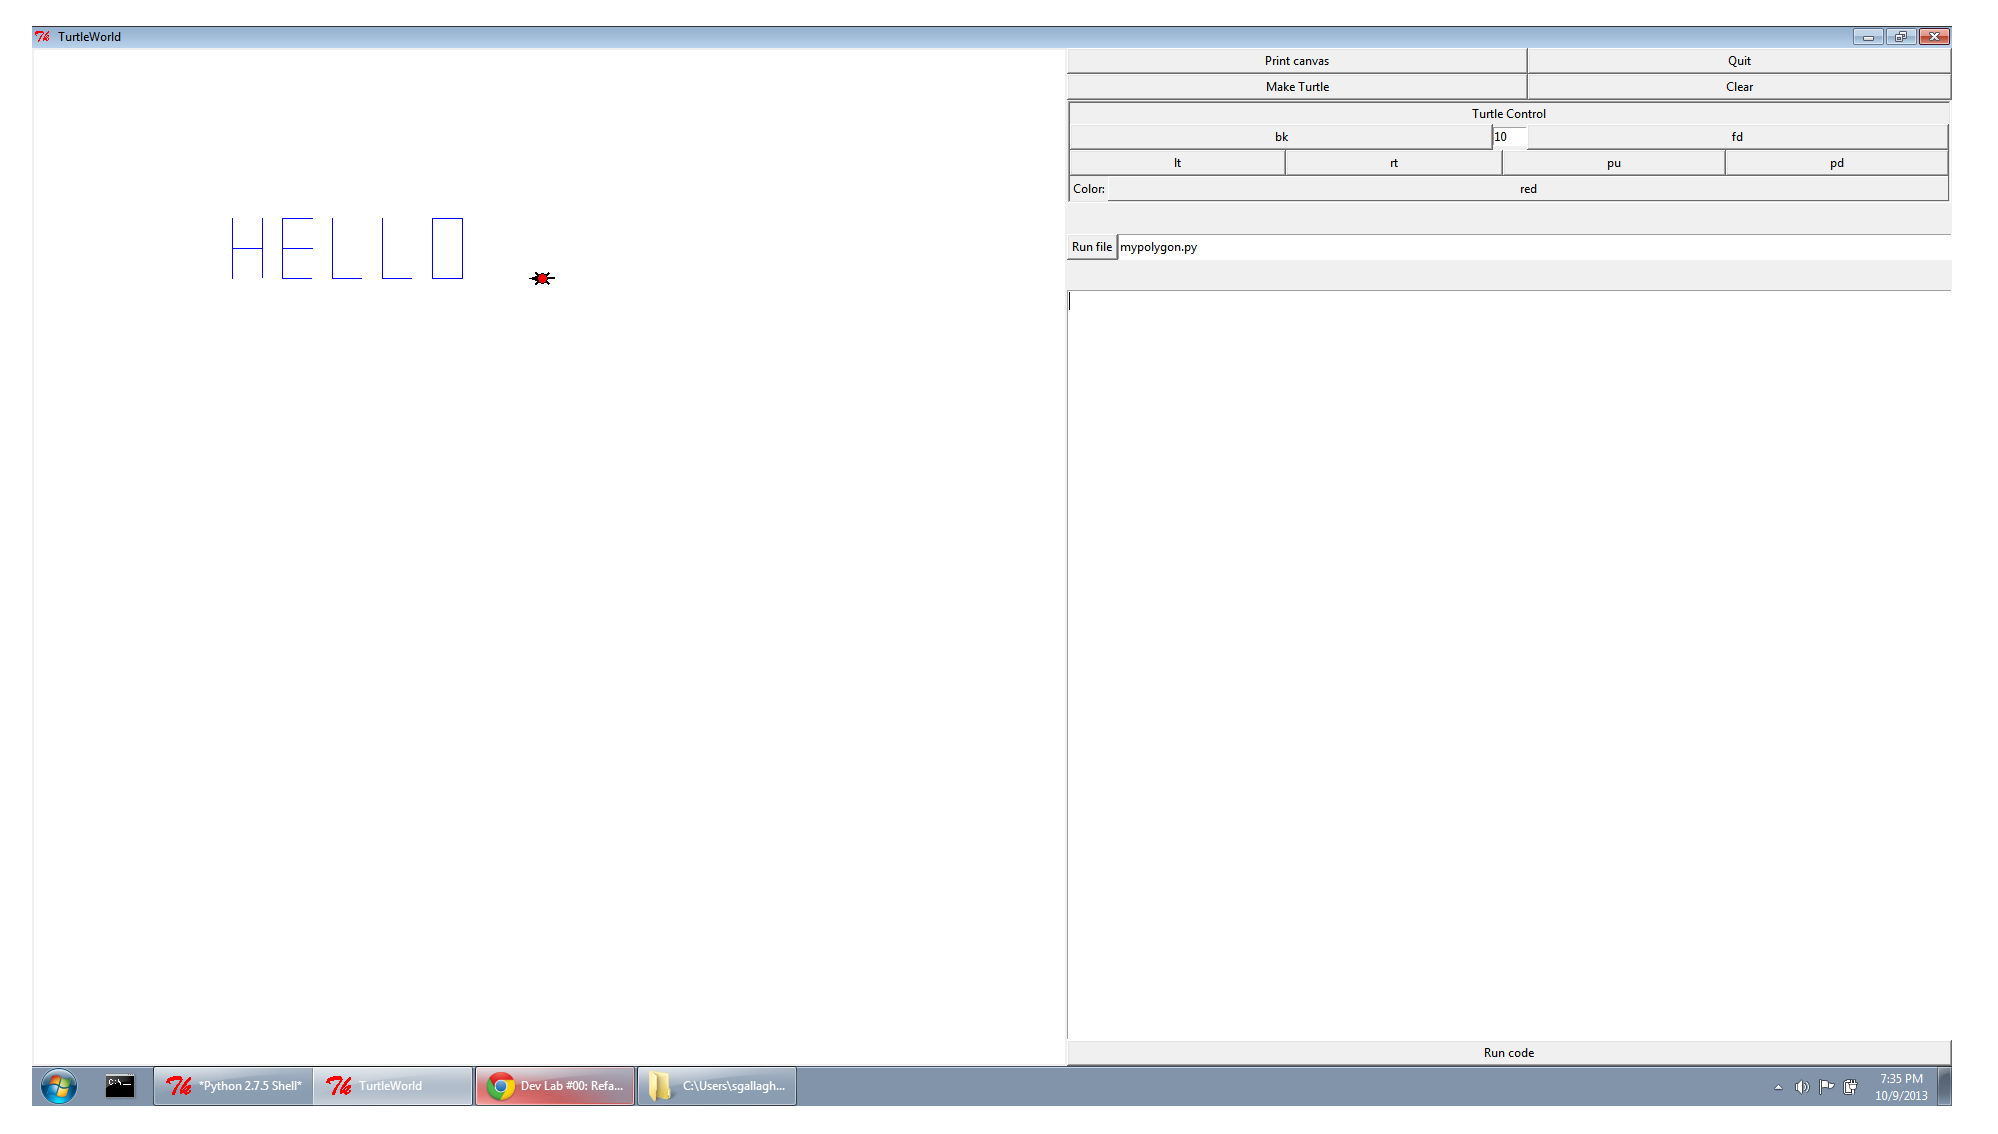 TurtleWorld
Print canvas Quit
Make Turtle Clear
Turtle Control
bk 10 fd
lt rt pu pd
Color: red
HELLO
Run file mypolygon.py
Run code
C:\_
*Python 2.7.5 Shell* TurtleWorld Dev Lab #00: Refa... C:\Users\sgallagh...
7:35 PM
10/9/2013